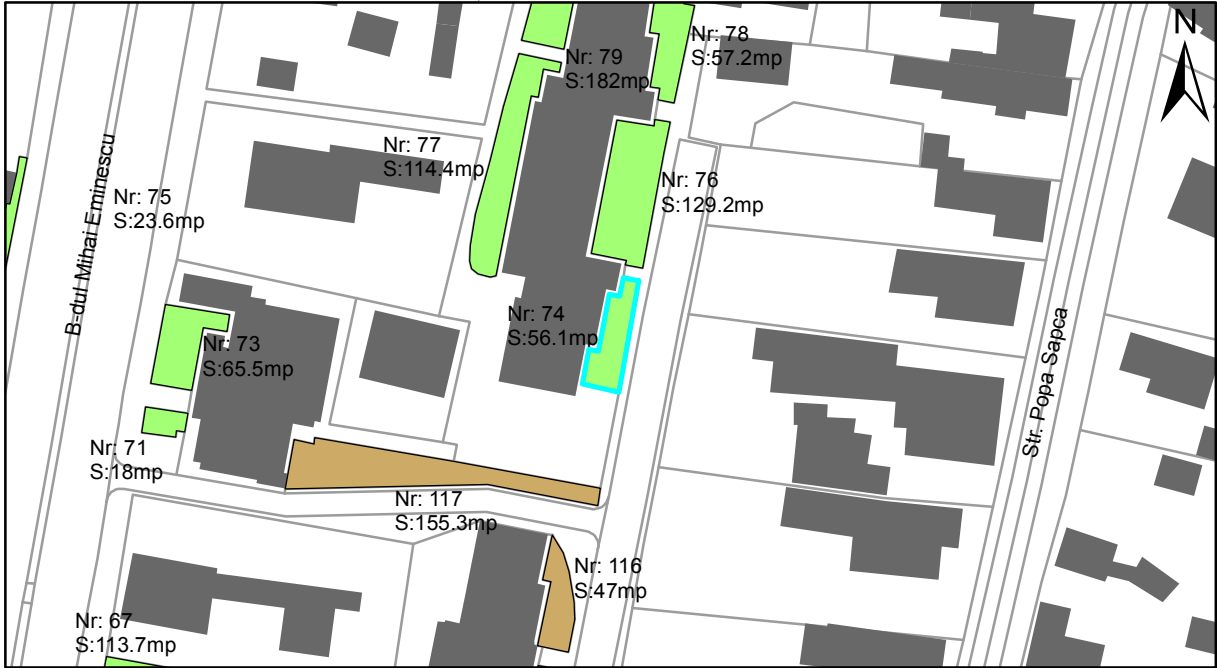 N
Nr: 78
S:57.2mp
Nr: 79
S:182mp
Nr: 77
S:114.4mp
Nr: 76
S:129.2mp
Nr: 75
S:23.6mp
B-dul Mihai Eminescu
Nr: 74
S:56.1mp
Nr: 73
S:65.5mp
Str. Popa Sapca
Nr: 71
S:18mp
Nr: 117
S:155.3mp
Nr: 116
S:47mp
Nr: 67
S:113.7mp